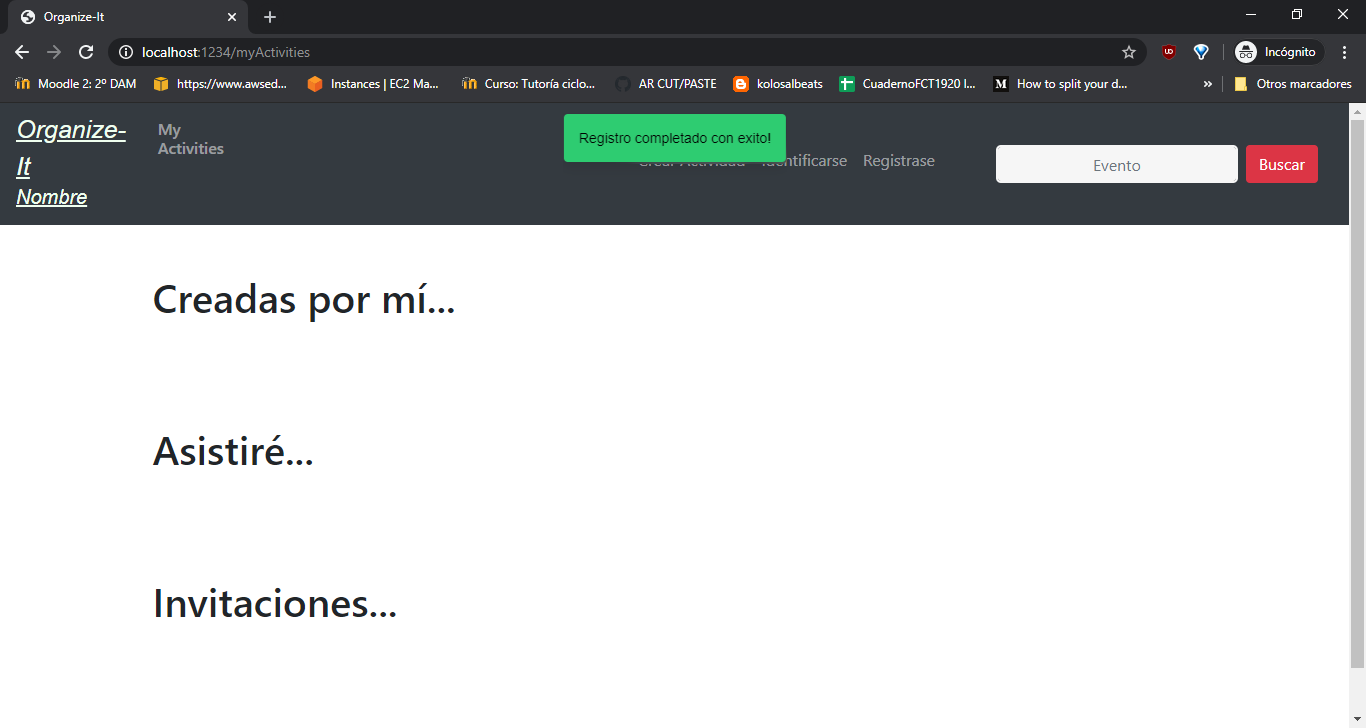 Organize-It
localhost:1234/myActivities
Incógnito
Moodle 2: 2º DAM
https://www.awsed...
Instances | EC2 Ma...
Curso: Tutoría ciclo...
AR CUT/PASTE
kolosalbeats
CuadernoFCT1920 I...
M
How to split your d...
»
Otros marcadores
Organize-
It
Nombre
My
Activities
Registro completado con exito!
Crear Actividad
Identificarse
Registrase
Evento
Buscar
Creadas por mí...
Asistiré...
Invitaciones...